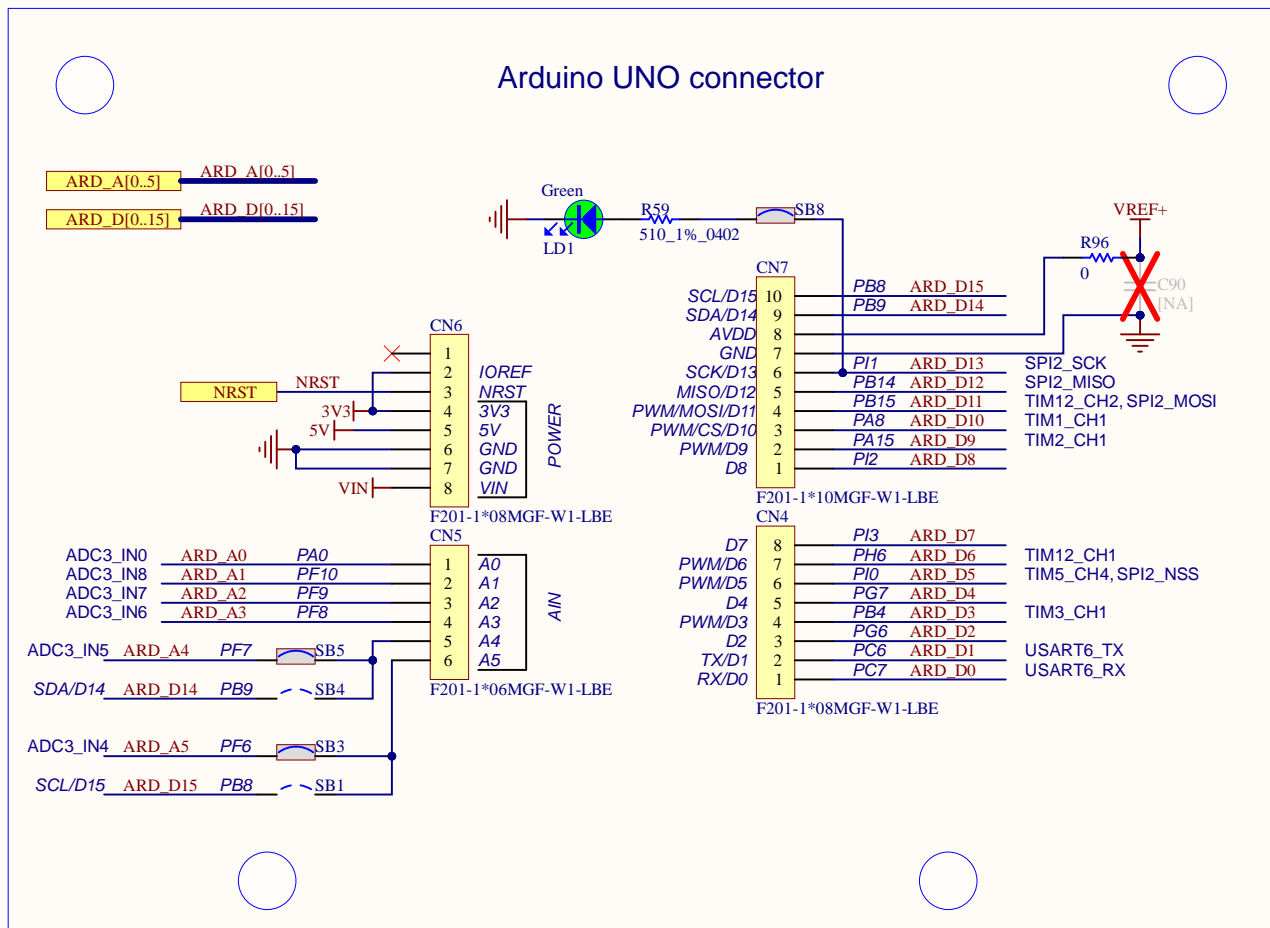 Arduino UNO connector
ARD_A[0..5] ARD_A[0..5]
ARD_D[0..15] ARD_D[0..15]
Green
LD1
R59
510_1%_0402
SB8
VREF+
R96
0
C90
[NA]
CN6
1
2 IOREF
NRST NRST 3 NRST
3V3 4 3V3
5V 5 5V
6 GND
7 GND
VIN 8 VIN
POWER
F201-1*08MGF-W1-LBE
CN5
ADC3_IN0 ARD_A0 PA0 1 A0
ADC3_IN8 ARD_A1 PF10 2 A1
ADC3_IN7 ARD_A2 PF9 3 A2
ADC3_IN6 ARD_A3 PF8 4 A3
5 A4
6 A5
AIN
F201-1*06MGF-W1-LBE
ADC3_IN5 ARD_A4 PF7 SB5
SDA/D14 ARD_D14 PB9 SB4
ADC3_IN4 ARD_A5 PF6 SB3
SCL/D15 ARD_D15 PB8 SB1
CN7
SCL/D15 10 PB8 ARD_D15
SDA/D14 9 PB9 ARD_D14
AVDD 8
GND 7
SCK/D13 6 PI1 ARD_D13 SPI2_SCK
MISO/D12 5 PB14 ARD_D12 SPI2_MISO
PWM/MOSI/D11 4 PB15 ARD_D11 TIM12_CH2, SPI2_MOSI
PWM/CS/D10 3 PA8 ARD_D10 TIM1_CH1
PWM/D9 2 PA15 ARD_D9 TIM2_CH1
D8 1 PI2 ARD_D8
F201-1*10MGF-W1-LBE
CN4
D7 8 PI3 ARD_D7
PWM/D6 7 PH6 ARD_D6 TIM12_CH1
PWM/D5 6 PI0 ARD_D5 TIM5_CH4, SPI2_NSS
D4 5 PG7 ARD_D4
PWM/D3 4 PB4 ARD_D3 TIM3_CH1
D2 3 PG6 ARD_D2
TX/D1 2 PC6 ARD_D1 USART6_TX
RX/D0 1 PC7 ARD_D0 USART6_RX
F201-1*08MGF-W1-LBE